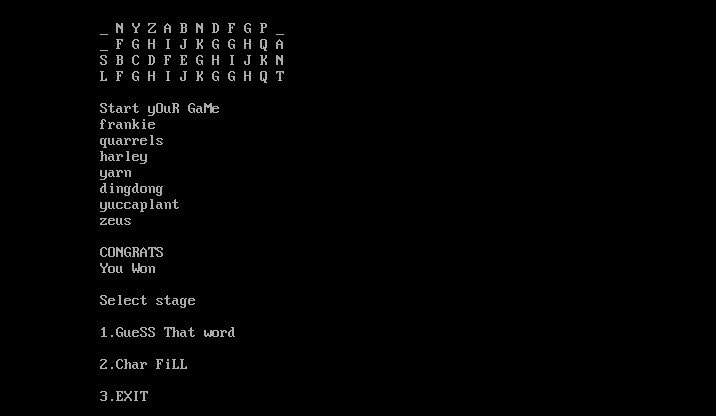 _ N Y Z A B N D F G P _
_ F G H I J K G G H Q A
S B C D F E G H I J K N
L F G H I J K G G H Q T
Start yOuR GaMe
frankie
quarrels
harley
yarn
dingdong
yuccaplant
zeus
CONGRATS
You Won
Select stage
1.GueSS That word
2.Char FiLL
3.EXIT